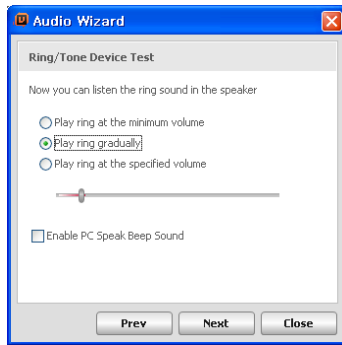 Audio Wizard
Ring/Tone Device Test
Now you can listen the ring sound in the speaker
Play ring at the minimum volume
Play ring gradually
Play ring at the specified volume
Enable PC Speak Beep Sound
Prev Next Close